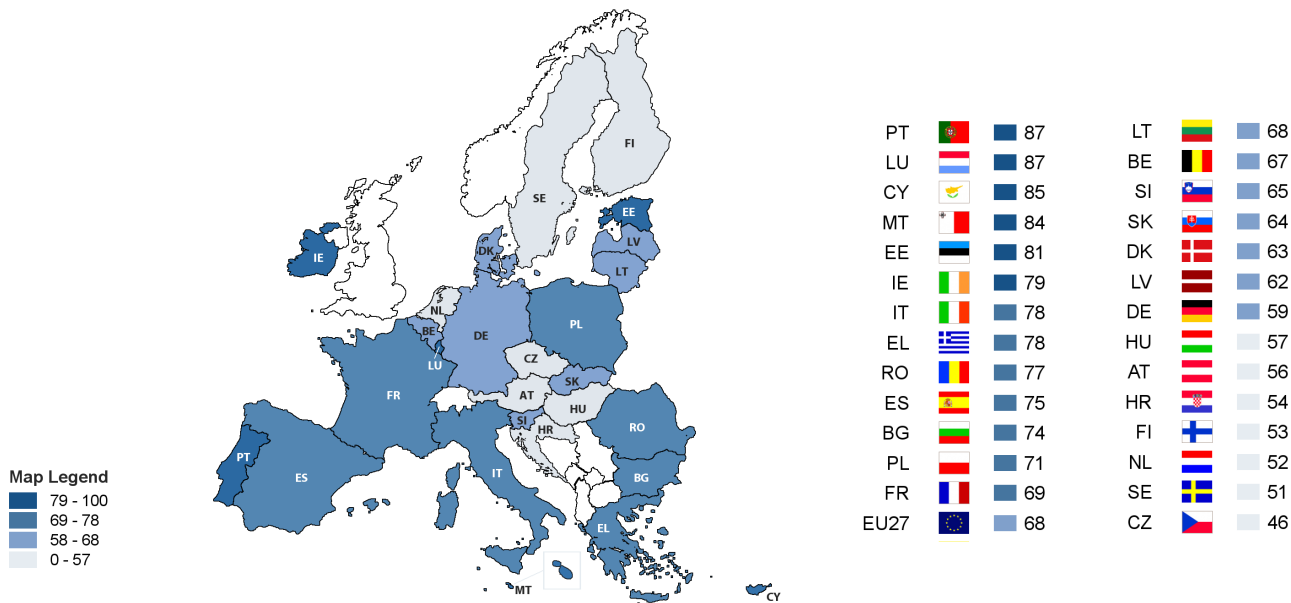 FI
SE
EE
LV
LT
DK
IE
NL
BE
DE
PL
LU
CZ
SK
FR
AT
HU
SI
HR
RO
PT
ES
IT
BG
EL
MT
CY
Map Legend
79 - 100
69 - 78
58 - 68
0 - 57
PT 87
LU 87
CY 85
MT 84
EE 81
IE 79
IT 78
EL 78
RO 77
ES 75
BG 74
PL 71
FR 69
EU27 68
LT 68
BE 67
SI 65
SK 64
DK 63
LV 62
DE 59
HU 57
AT 56
HR 54
FI 53
NL 52
SE 51
CZ 46